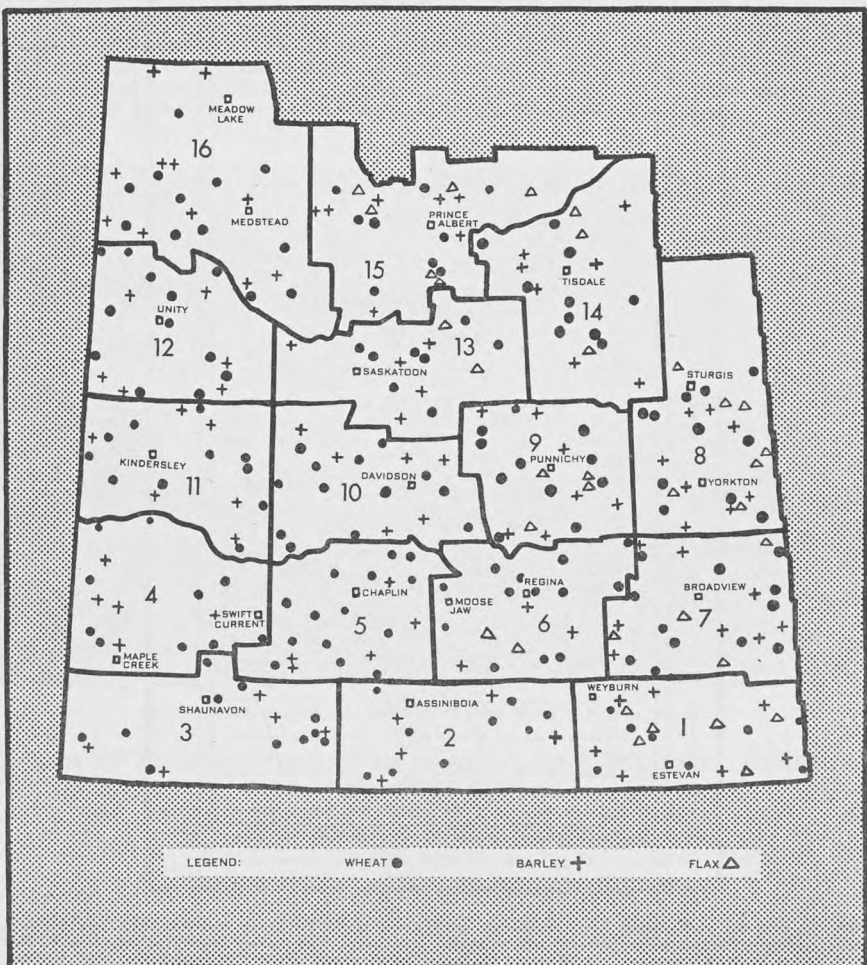 MEADOW
LAKE
16
MEDSTEAD
PRINCE
ALBERT
15
TISDALE
14
UNITY
12
13
SASKATOON
STURGIS
8
YORKTON
KINDERSLEY
11
DAVIDSON
10
9
PUNNICHY
4
SWIFT
CURRENT
MAPLE
CREEK
CHAPLIN
5
MOOSE
JAW
REGINA
6
BROADVIEW
7
SHAUNAVON
3
ASSINIBOIA
2
WEYBURN
1
ESTEVAN
LEGEND: WHEAT BARLEY FLAX